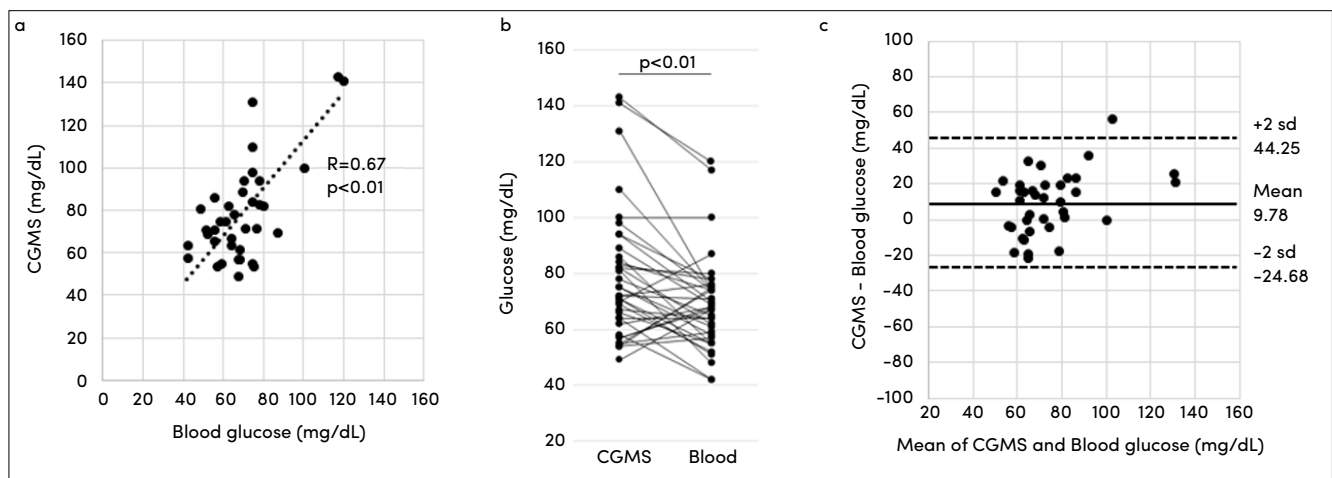 a
160
140
120
100
80
60
40
20
0
0 20 40 60 80 100 120 140 160
CGMS (mg/dL)
Blood glucose (mg/dL)
R=0.67
p<0.01
b
160
140
120
100
80
60
40
20
Glucose (mg/dL)
p<0.01
CGMS Blood
c
100
80
60
40
20
0
−20
−40
−60
−80
−100
20 40 60 80 100 120 140 160
CGMS − Blood glucose (mg/dL)
Mean of CGMS and Blood glucose (mg/dL)
+2 sd
44.25
Mean
9.78
−2 sd
−24.68